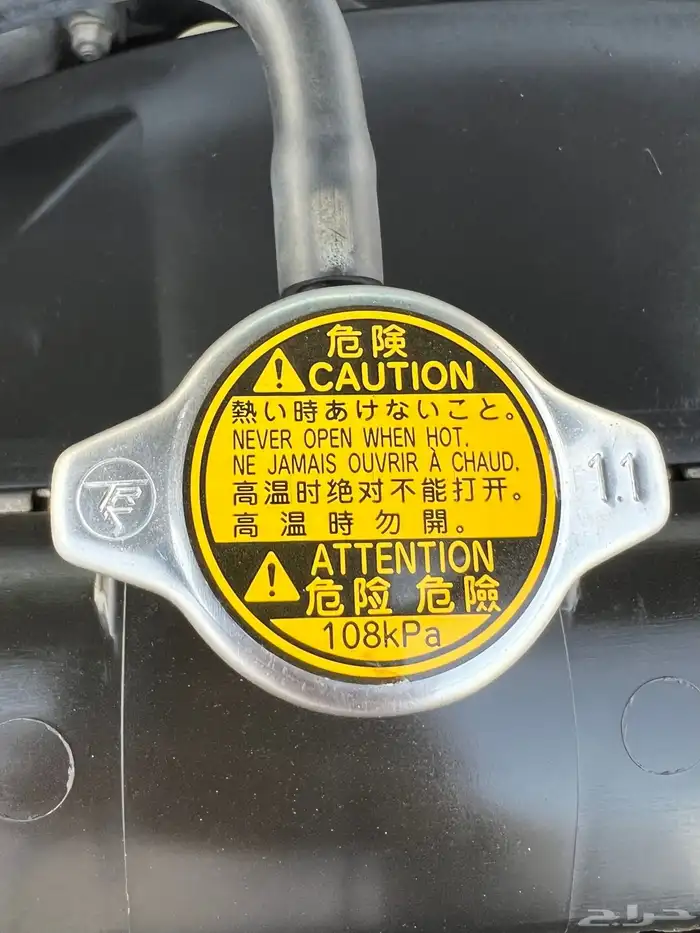 危険
CAUTION
熱い時あけないこと。
NEVER OPEN WHEN HOT.
NE JAMAIS OUVRIR À CHAUD.
高温时绝对不能打开。
高温時勿開。
ATTENTION
危险 危險
108kPa
1.1
حراج